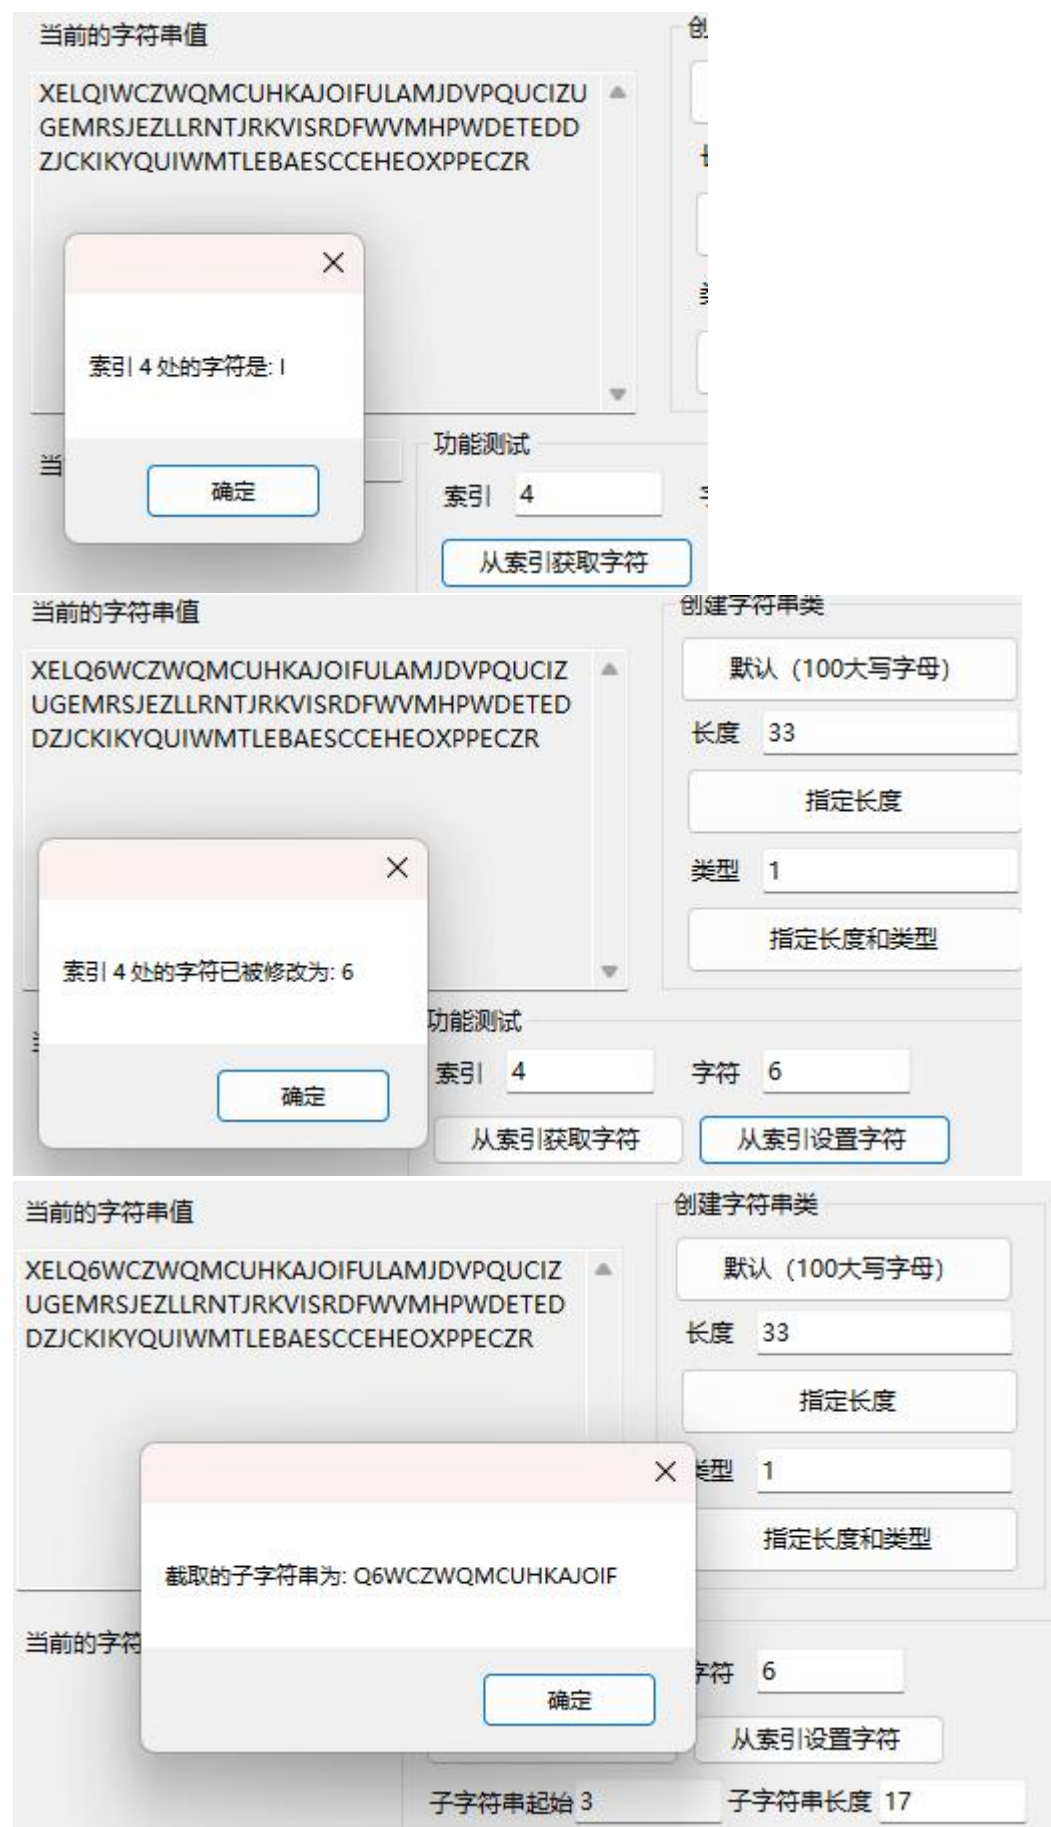 当前的字符串值
XELQIWCZWQMCUHKAJOIFULAMJDVPQUCIZU
GEMRSJEZLLRNTJRKVISRDFWVMHPWDETEDD
ZJCKIKYQUIWMTLEBAESCCEHEOXPPECZR
索引 4 处的字符是: I
确定
当
功能测试
索引 4
从索引获取字符
当前的字符串值
创建字符串类
XELQ6WCZWQMCUHKAJOIFULAMJDVPQUCIZ
UGEMRSJEZLLRNTJRKVISRDFWVMHPWDETED
DZJCKIKYQUIWMTLEBAESCCEHEOXPPECZR
默认（100大写字母）
长度 33
指定长度
类型 1
指定长度和类型
索引 4 处的字符已被修改为: 6
确定
功能测试
索引 4 字符 6
从索引获取字符 从索引设置字符
当前的字符串值
创建字符串类
XELQ6WCZWQMCUHKAJOIFULAMJDVPQUCIZ
UGEMRSJEZLLRNTJRKVISRDFWVMHPWDETED
DZJCKIKYQUIWMTLEBAESCCEHEOXPPECZR
默认（100大写字母）
长度 33
指定长度
类型 1
指定长度和类型
截取的子字符串为: Q6WCZWQMCUHKAJOIF
确定
当前的字符
字符 6
从索引设置字符
子字符串起始 3 子字符串长度 17